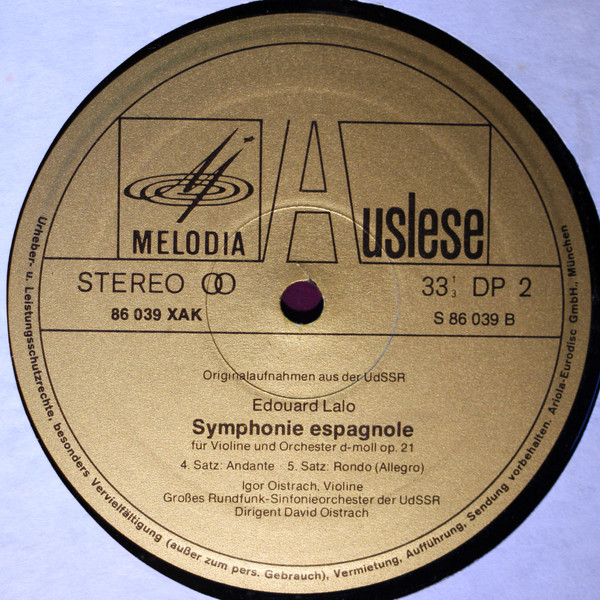 MELODIA
Auslese
STEREO
33 1/3 DP 2
86 039 XAK
S 86 039 B
Originalaufnahmen aus der UdSSR
Edouard Lalo
Symphonie espagnole
für Violine und Orchester d-moll op. 21
4. Satz: Andante · 5. Satz: Rondo (Allegro)
Igor Oistrach, Violine
Großes Rundfunk-Sinfonieorchester der UdSSR
Dirigent David Oistrach
Urheber- u. Leistungsschutzrechte, besonders Vervielfältigung (außer zum pers. Gebrauch), Vermietung, Aufführung, Sendung vorbehalten. Ariola-Eurodisc GmbH., München